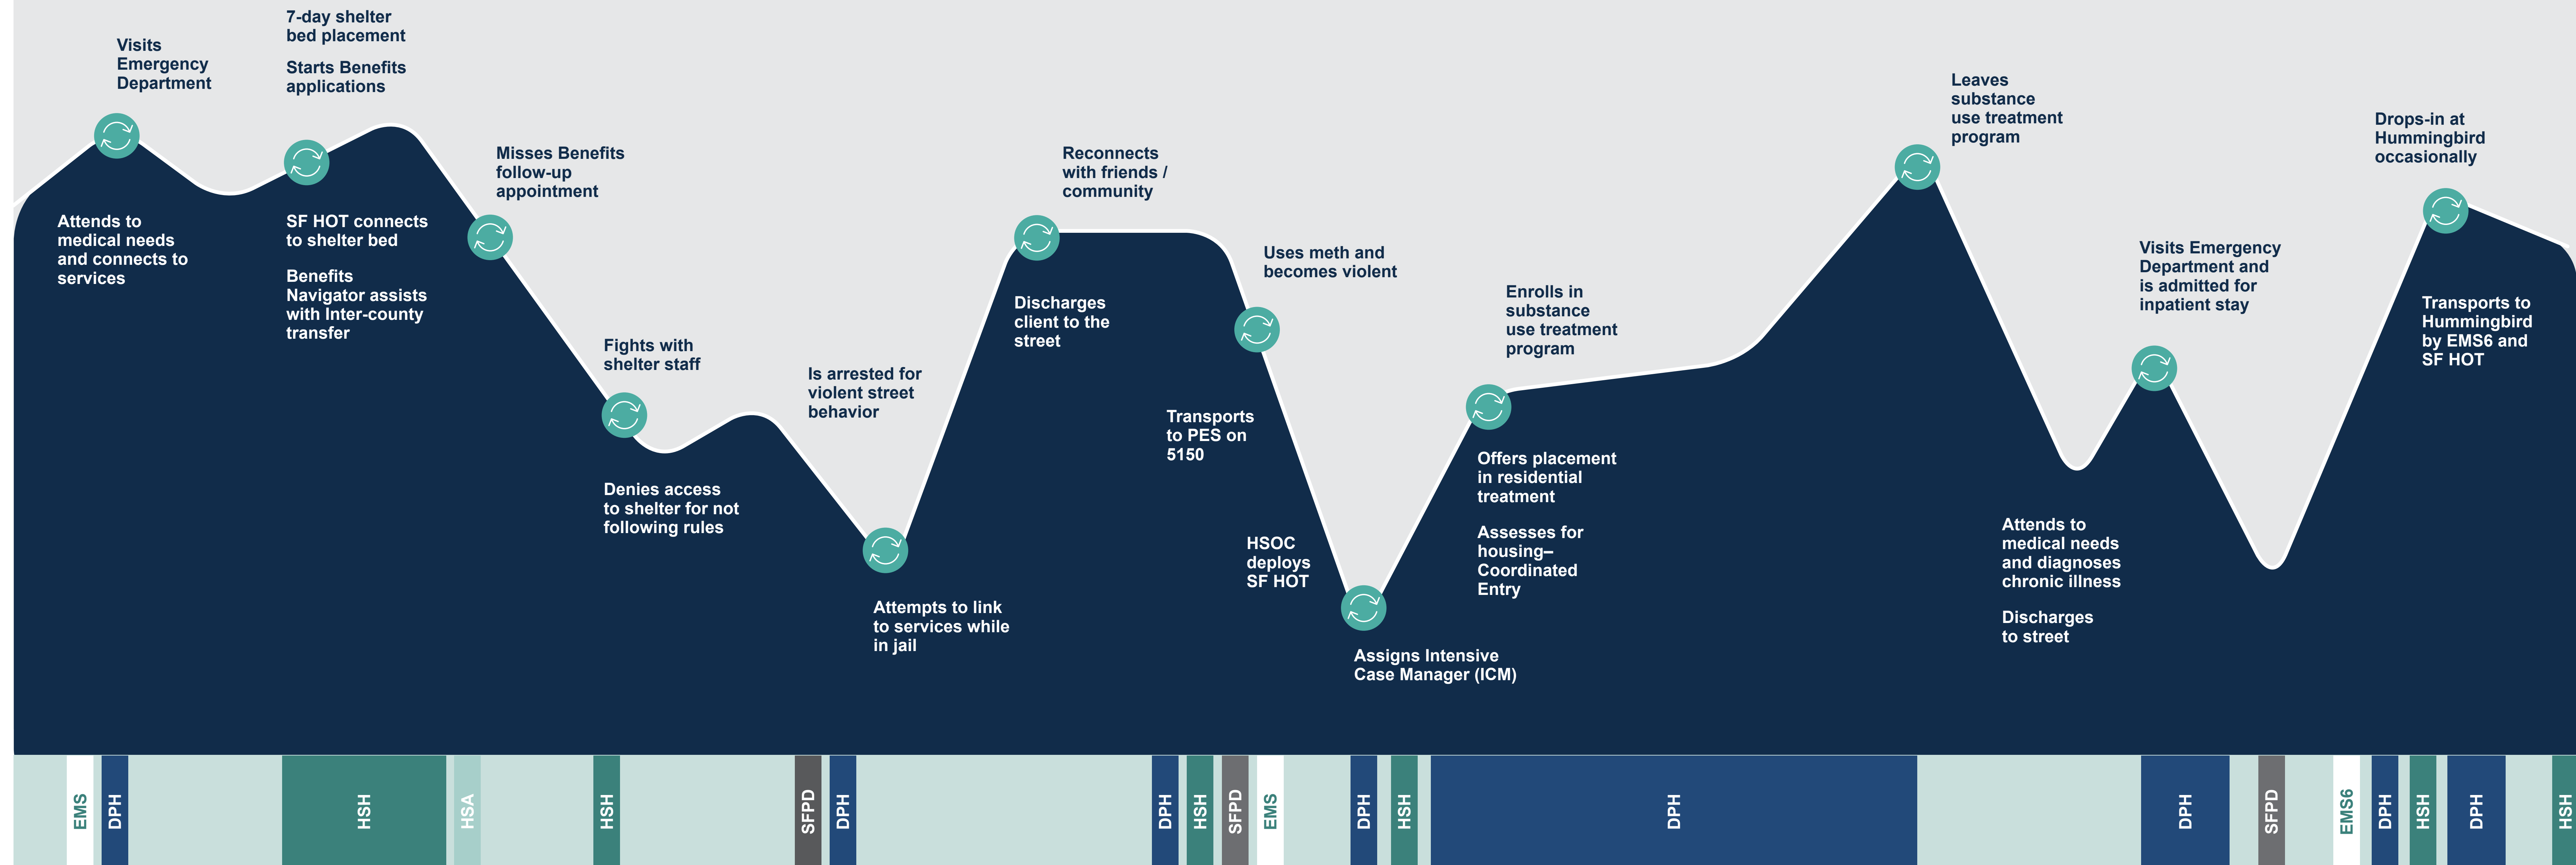 Visits
Emergency
Department
Attends to
medical needs
and connects to
services
7-day shelter
bed placement
Starts Benefits
applications
SF HOT connects
to shelter bed
Benefits
Navigator assists
with Inter-county
transfer
Misses Benefits
follow-up
appointment
Fights with
shelter staff
Denies access
to shelter for not
following rules
Is arrested for
violent street
behavior
Attempts to link
to services while
in jail
Reconnects
with friends /
community
Discharges
client to the
street
Uses meth and
becomes violent
Transports
to PES on
5150
HSOC
deploys
SF HOT
Assigns Intensive
Case Manager (ICM)
Enrolls in
substance
use treatment
program
Offers placement
in residential
treatment
Assesses for
housing–
Coordinated
Entry
Leaves
substance
use treatment
program
Visits Emergency
Department and
is admitted for
inpatient stay
Attends to
medical needs
and diagnoses
chronic illness
Discharges
to street
Drops-in at
Hummingbird
occasionally
Transports to
Hummingbird
by EMS6 and
SF HOT
EMS
DPH
HSH
HSA
HSH
SFPD
DPH
DPH
HSH
SFPD
EMS
DPH
HSH
DPH
DPH
SFPD
EMS6
DPH
HSH
DPH
HSH